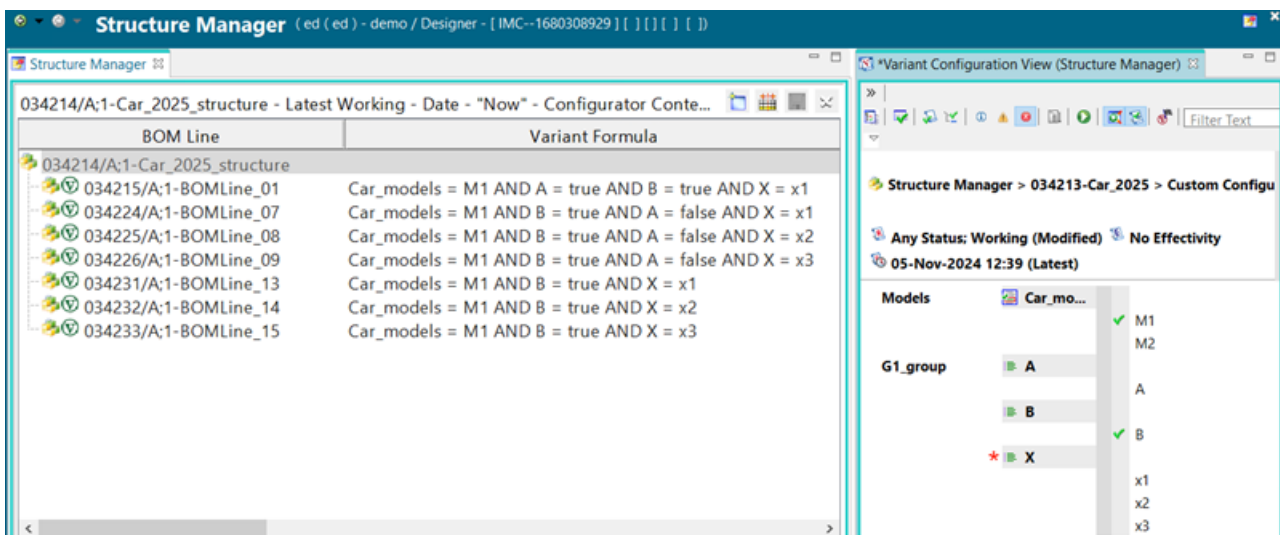 Structure Manager ( ed ( ed ) - demo / Designer - [ IMC--1680308929 ] [ ] [ ] [ ] [ ])
Structure Manager
034214/A;1-Car_2025_structure - Latest Working - Date - "Now" - Configurator Conte...
BOM Line Variant Formula
034214/A;1-Car_2025_structure
034215/A;1-BOMLine_01 Car_models = M1 AND A = true AND B = true AND X = x1
034224/A;1-BOMLine_07 Car_models = M1 AND B = true AND A = false AND X = x1
034225/A;1-BOMLine_08 Car_models = M1 AND B = true AND A = false AND X = x2
034226/A;1-BOMLine_09 Car_models = M1 AND B = true AND A = false AND X = x3
034231/A;1-BOMLine_13 Car_models = M1 AND B = true AND X = x1
034232/A;1-BOMLine_14 Car_models = M1 AND B = true AND X = x2
034233/A;1-BOMLine_15 Car_models = M1 AND B = true AND X = x3
*Variant Configuration View (Structure Manager)
Filter Text
Structure Manager > 034213-Car_2025 > Custom Configu
Any Status; Working (Modified) No Effectivity
05-Nov-2024 12:39 (Latest)
Models Car_mo...
M1
M2
G1_group A
A
B
B
* X
x1
x2
x3